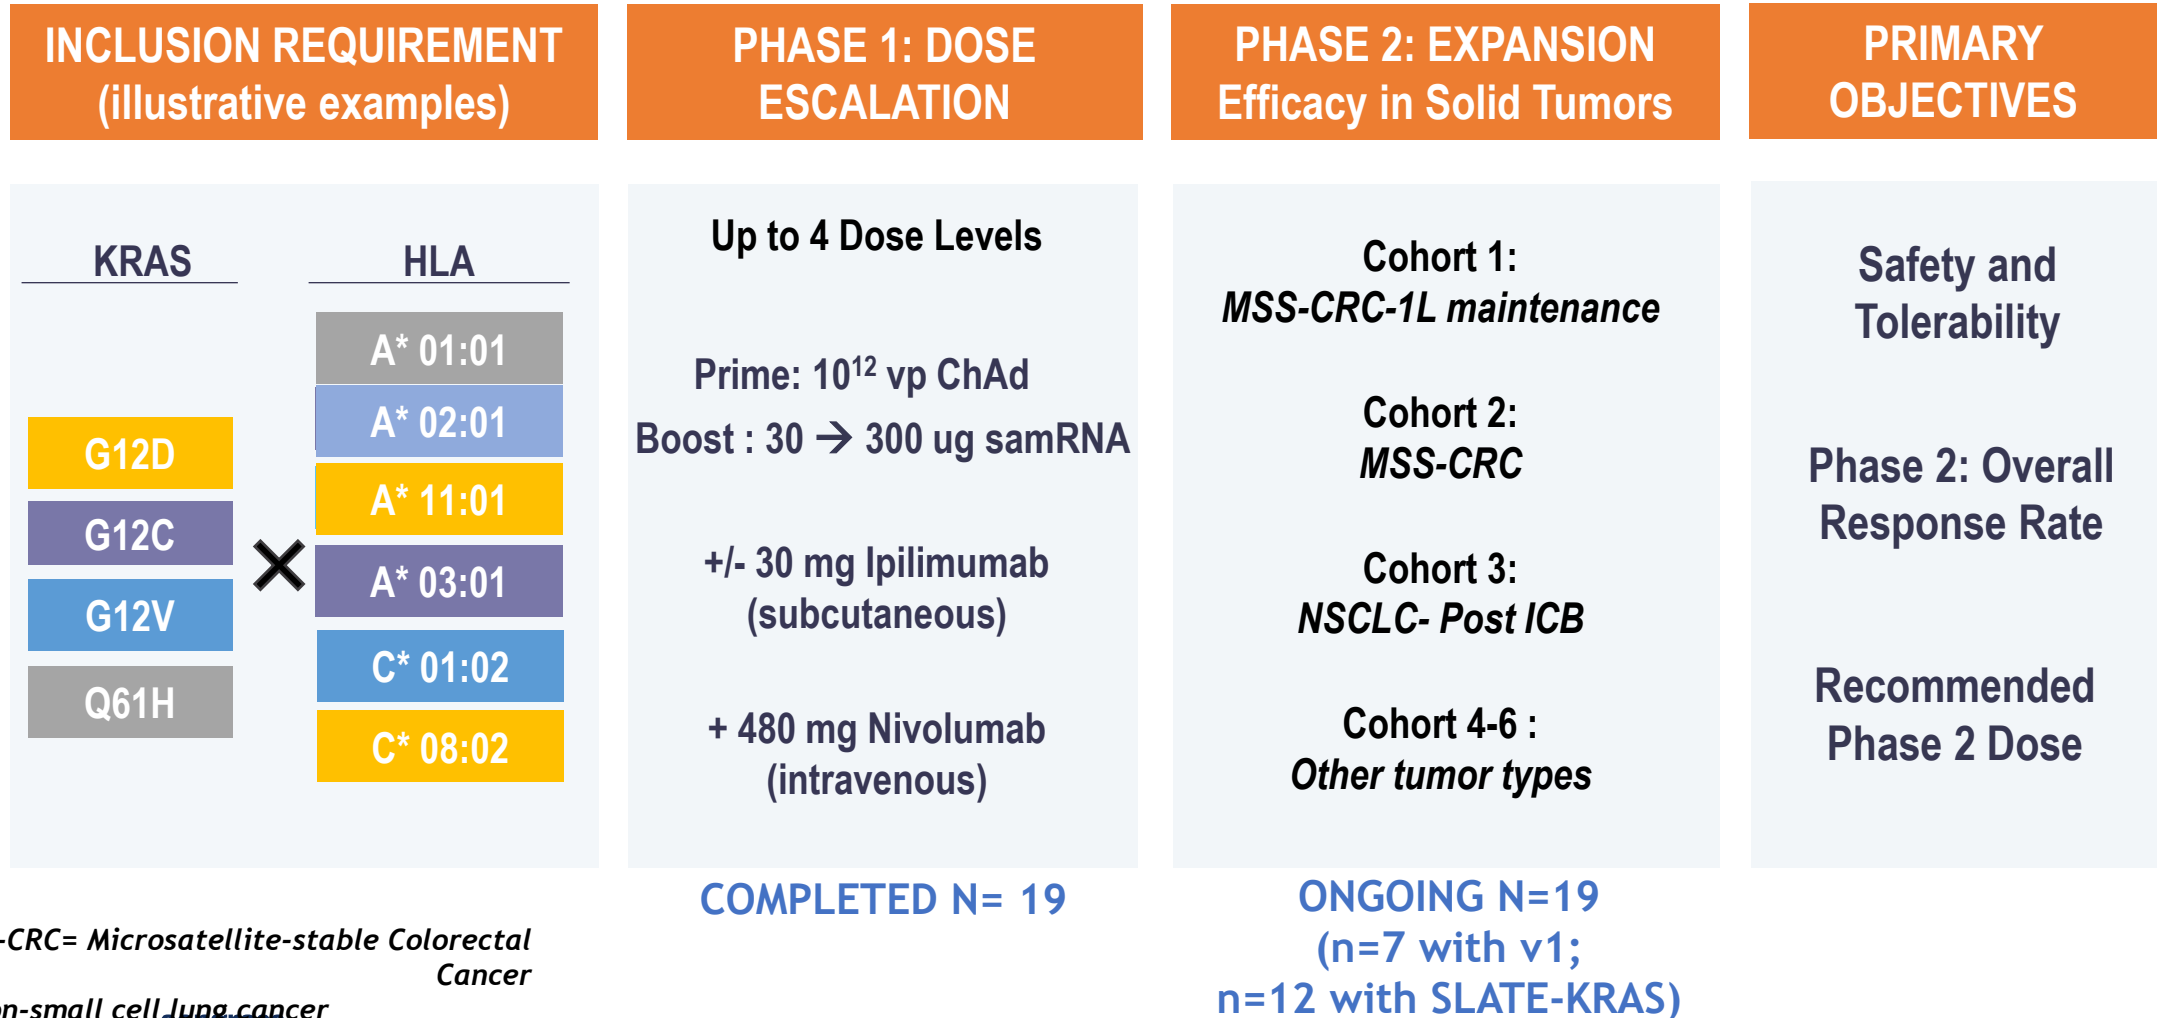 INCLUSION REQUIREMENT
(illustrative examples)
KRAS
HLA
G12D
G12C
G12V
Q61H
A* 01:01
A* 02:01
A* 11:01
A* 03:01
C* 01:02
C* 08:02
PHASE 1: DOSE
ESCALATION
Up to 4 Dose Levels
Prime: 10¹² vp ChAd
Boost : 30 → 300 ug samRNA
+/- 30 mg Ipilimumab
(subcutaneous)
+ 480 mg Nivolumab
(intravenous)
COMPLETED N= 19
PHASE 2: EXPANSION
Efficacy in Solid Tumors
Cohort 1:
MSS-CRC-1L maintenance
Cohort 2:
MSS-CRC
Cohort 3:
NSCLC- Post ICB
Cohort 4-6 :
Other tumor types
ONGOING N=19
(n=7 with v1;
n=12 with SLATE-KRAS)
PRIMARY
OBJECTIVES
Safety and
Tolerability
Phase 2: Overall
Response Rate
Recommended
Phase 2 Dose
-CRC= Microsatellite-stable Colorectal
Cancer
on-small cell lung cancer